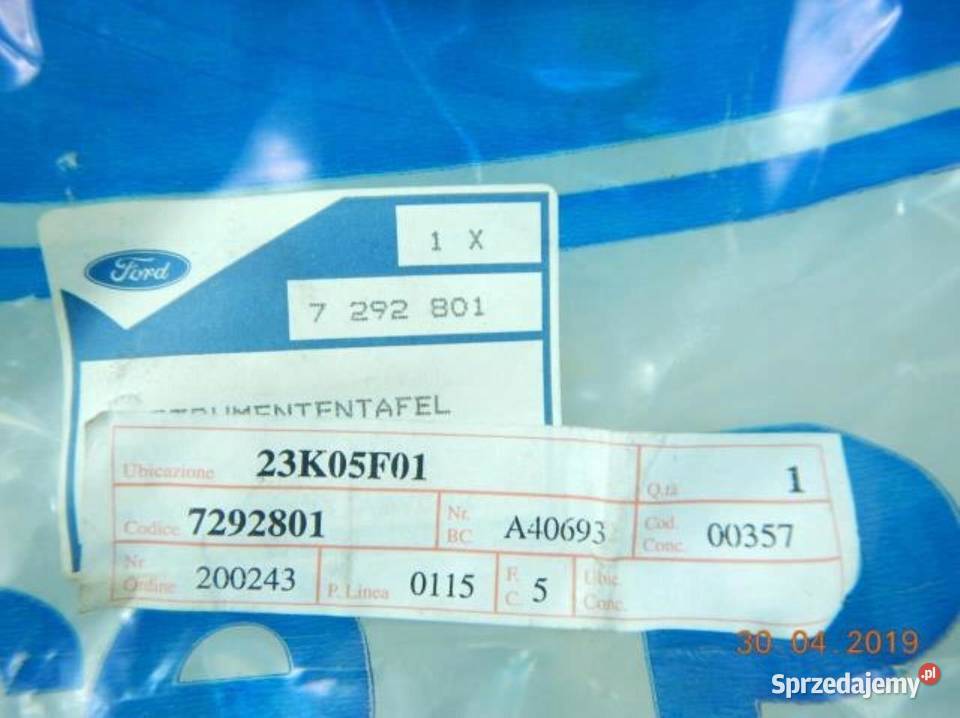 1 X
Ford
7 292 801
INSTRUMENTENTAFEL
Ubicazione 23K05F01 Q.tà 1
Codice 7292801 Nr. BC A40693 Cod. Conc. 00357
Nr Ordine 200243 P. Linea 0115 F. C. 5 Ubic. Conc.
30 04 2019
Sprzedajemy.pl